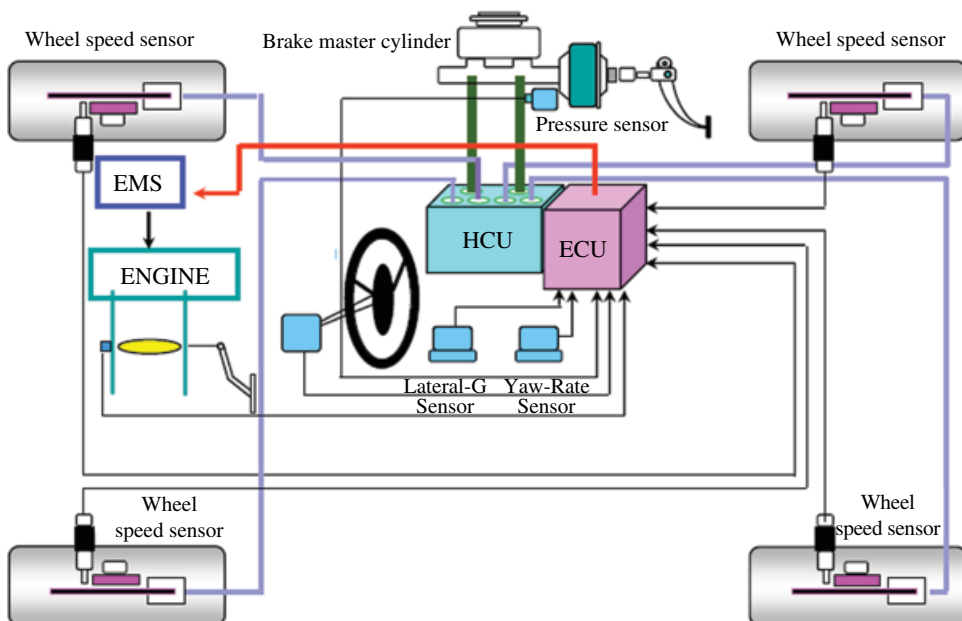 Wheel speed sensor
Brake master cylinder
Wheel speed sensor
Pressure sensor
EMS
HCU
ECU
ENGINE
Lateral-G
Sensor
Yaw-Rate
Sensor
Wheel
speed sensor
Wheel
speed sensor